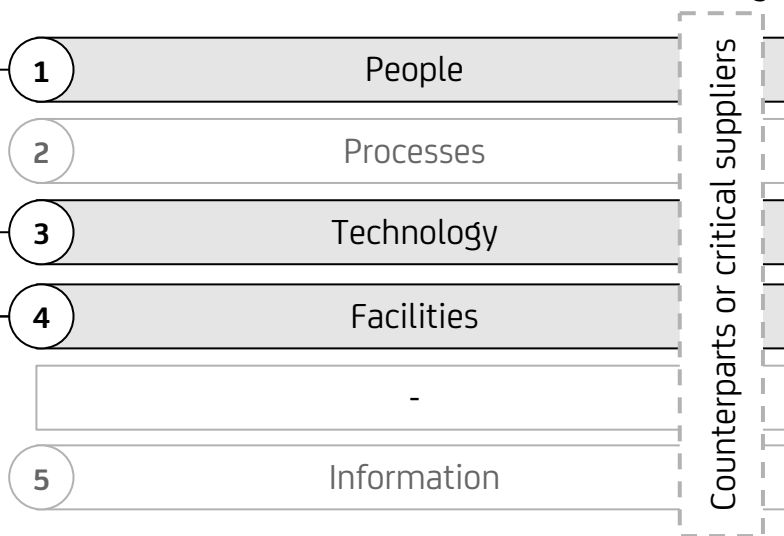 1 People
2 Processes
3 Technology
4 Facilities
-
5 Information
Counterparts or critical suppliers